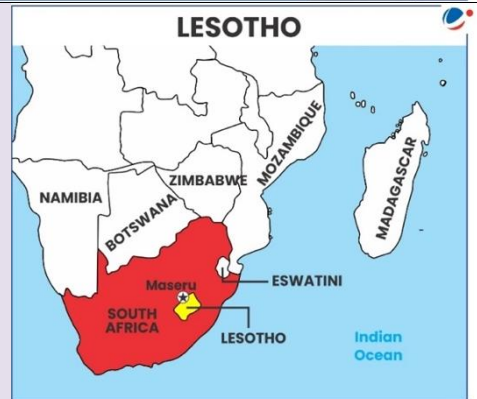 LESOTHO
MOZAMBIQUE
ZIMBABWE
MADAGASCAR
NAMIBIA
BOTSWANA
ESWATINI
Maseru
SOUTH
AFRICA
LESOTHO
Indian
Ocean